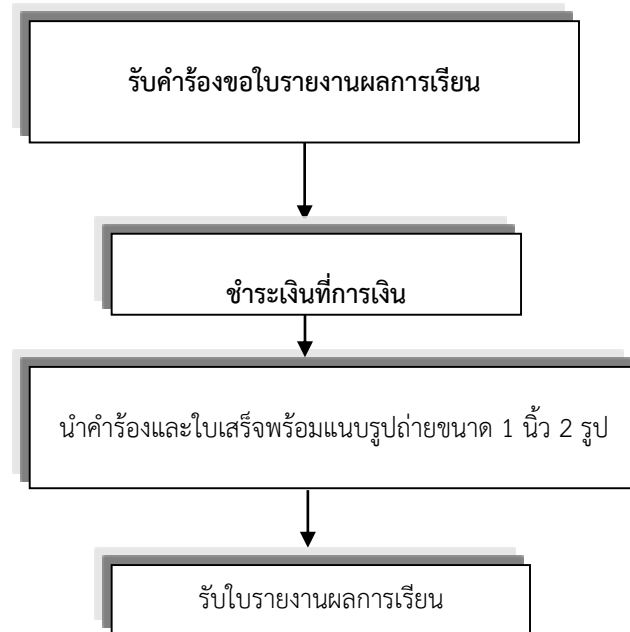 รับคำร้องขอใบรายงานผลการเรียน
ชำระเงินที่การเงิน
นำคำร้องและใบเสร็จพร้อมแนบรูปถ่ายขนาด 1 นิ้ว 2 รูป
รับใบรายงานผลการเรียน